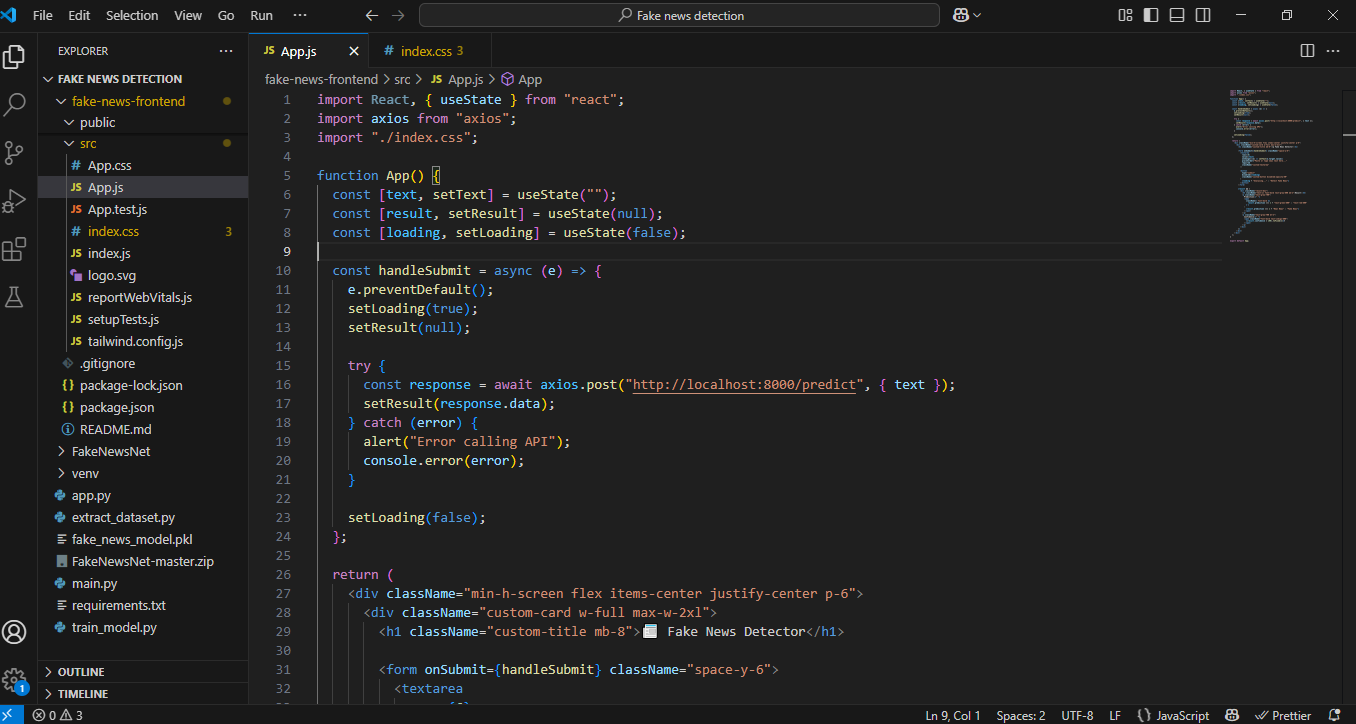 File Edit Selection View Go Run ···
Fake news detection
EXPLORER ···
FAKE NEWS DETECTION
fake-news-frontend
public
src
# App.css
JS App.js
JS App.test.js
# index.css 3
JS index.js
logo.svg
JS reportWebVitals.js
JS setupTests.js
JS tailwind.config.js
.gitignore
{} package-lock.json
{} package.json
README.md
FakeNewsNet
venv
app.py
extract_dataset.py
fake_news_model.pkl
FakeNewsNet-master.zip
main.py
requirements.txt
train_model.py
OUTLINE
TIMELINE
1
JS App.js
# index.css 3
fake-news-frontend > src > JS App.js > App
1 import React, { useState } from "react";
2 import axios from "axios";
3 import "./index.css";
4
5 function App() {
6 const [text, setText] = useState("");
7 const [result, setResult] = useState(null);
8 const [loading, setLoading] = useState(false);
9
10 const handleSubmit = async (e) => {
11 e.preventDefault();
12 setLoading(true);
13 setResult(null);
14
15 try {
16 const response = await axios.post("http://localhost:8000/predict", { text });
17 setResult(response.data);
18 } catch (error) {
19 alert("Error calling API");
20 console.error(error);
21 }
22
23 setLoading(false);
24 };
25
26 return (
27 <div className="min-h-screen flex items-center justify-center p-6">
28 <div className="custom-card w-full max-w-2xl">
29 <h1 className="custom-title mb-8">📰 Fake News Detector</h1>
30
31 <form onSubmit={handleSubmit} className="space-y-6">
32 <textarea
0 3
Ln 9, Col 1 Spaces: 2 UTF-8 LF {} JavaScript Prettier